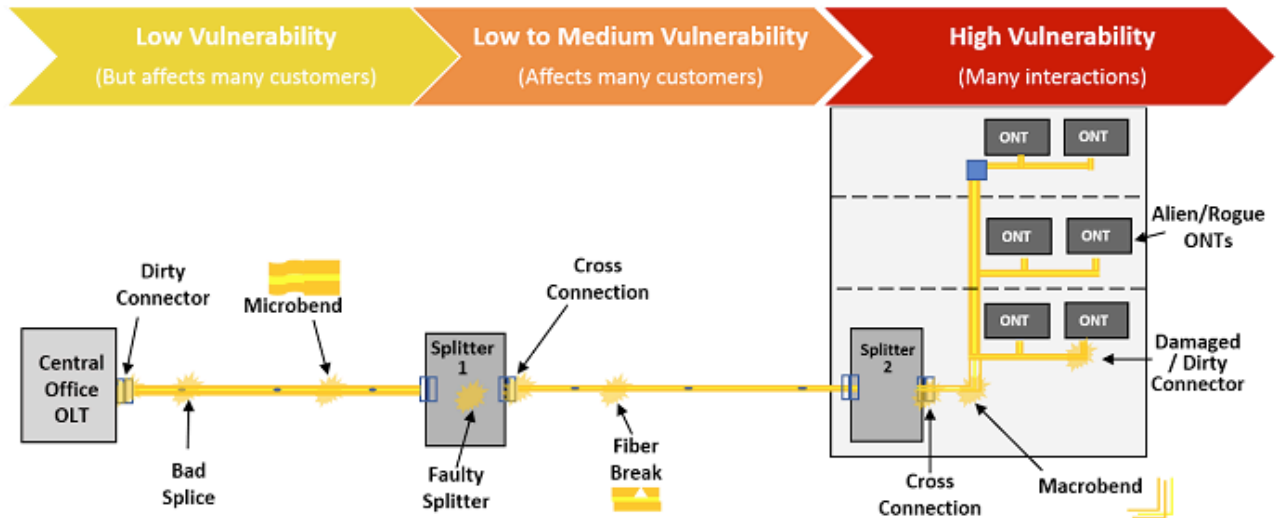 Low Vulnerability
(But affects many customers)
Low to Medium Vulnerability
(Affects many customers)
High Vulnerability
(Many interactions)
ONT
ONT
ONT
ONT
Alien/Rogue
ONTs
ONT
ONT
Damaged
/ Dirty
Connector
Dirty
Connector
Microbend
Cross
Connection
Central
Office
OLT
Splitter
1
Splitter
2
Bad
Splice
Faulty
Splitter
Fiber
Break
Cross
Connection
Macrobend